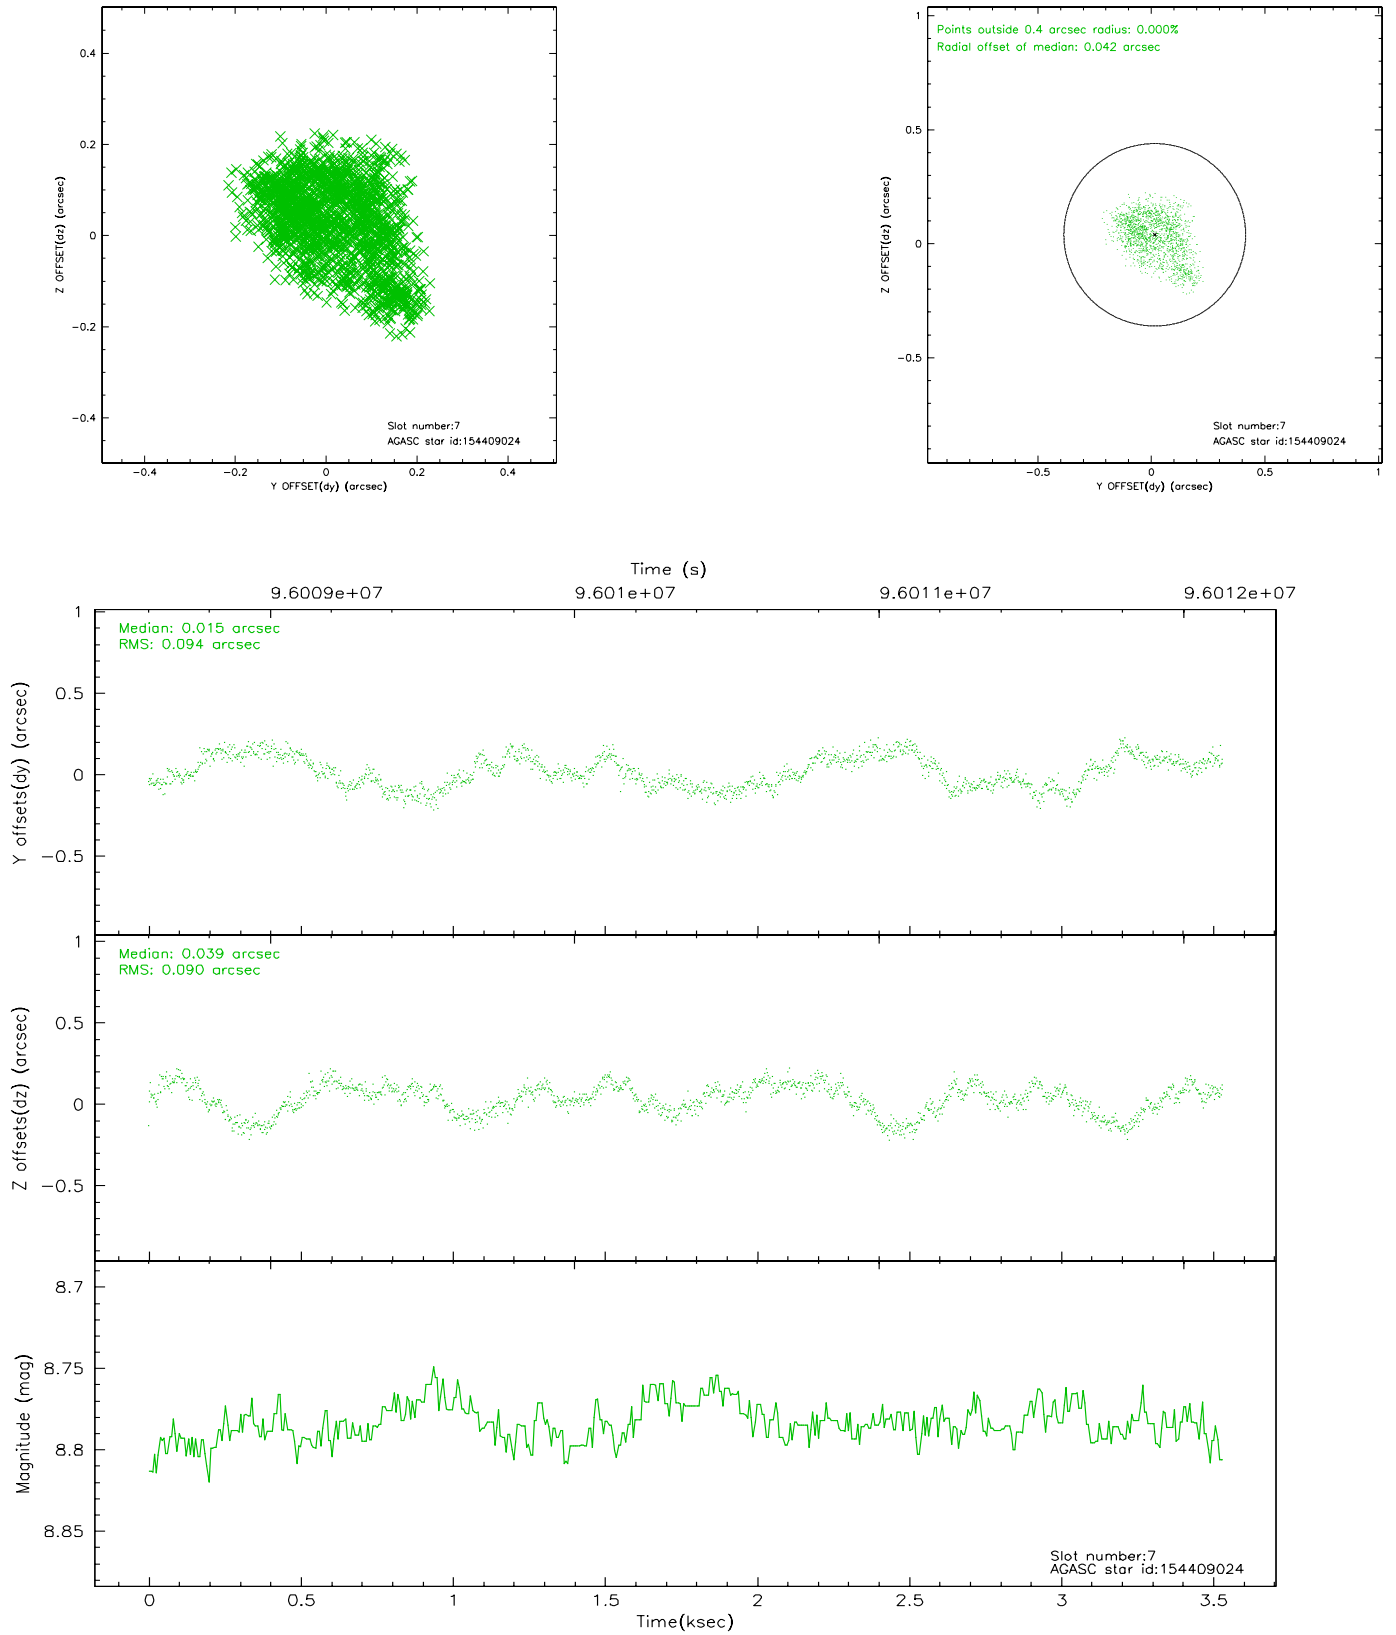 0.4
0.2
0
−0.2
−0.4
Z OFFSET(dz) (arcsec)
Slot number:7
AGASC star id:154409024
−0.4
−0.2
0
0.2
0.4
Y OFFSET(dy) (arcsec)
Points outside 0.4 arcsec radius: 0.000%
Radial offset of median: 0.042 arcsec
1
0.5
0
−0.5
Z OFFSET(dz) (arcsec)
Slot number:7
AGASC star id:154409024
−0.5
0
0.5
1
Y OFFSET(dy) (arcsec)
Time (s)
9.6009e+07
9.601e+07
9.6011e+07
9.6012e+07
Median: 0.015 arcsec
RMS: 0.094 arcsec
1
0.5
0
−0.5
Y offsets(dy) (arcsec)
Median: 0.039 arcsec
RMS: 0.090 arcsec
1
0.5
0
−0.5
Z offsets(dz) (arcsec)
8.7
8.75
8.8
8.85
Magnitude (mag)
Slot number:7
AGASC star id:154409024
0
0.5
1
1.5
2
2.5
3
3.5
Time(ksec)